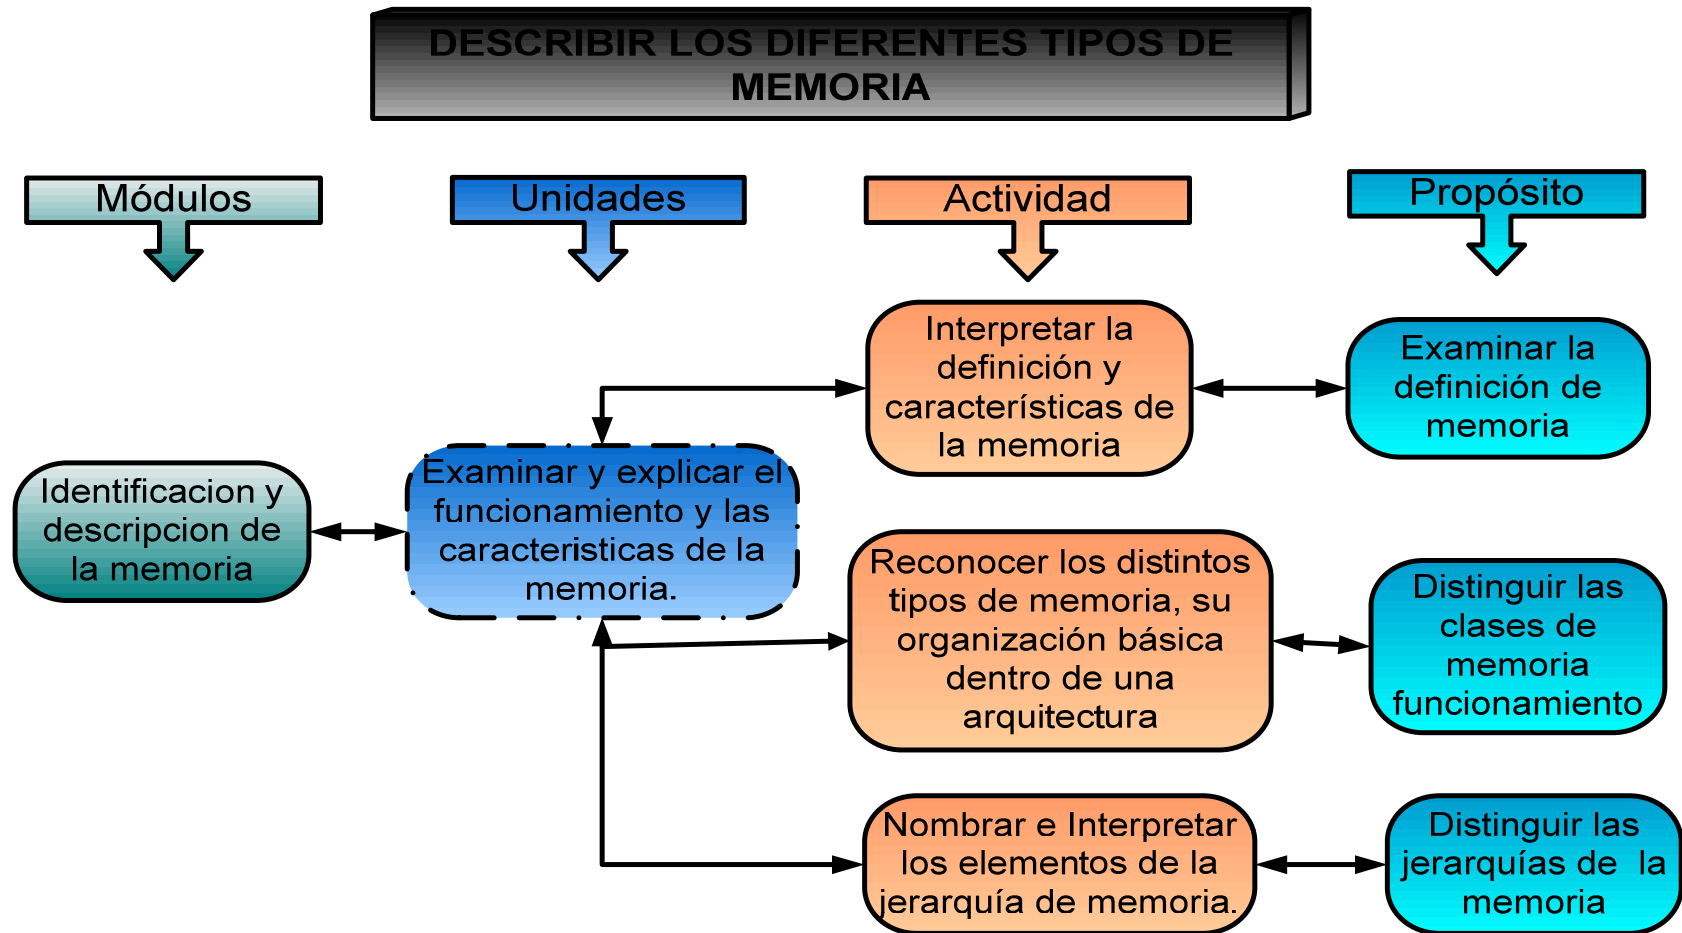 DESCRIBIR LOS DIFERENTES TIPOS DE
MEMORIA
Módulos
Unidades
Actividad
Propósito
Identificacion y
descripcion de
la memoria
Examinar y explicar el
funcionamiento y las
caracteristicas de la
memoria.
Interpretar la
definición y
característícas de
la memoria
Examinar la
definición de
memoria
Reconocer los distintos
tipos de memoria, su
organización básica
dentro de una
arquitectura
Distinguir las
clases de
memoria
funcionamiento
Nombrar e Interpretar
los elementos de la
jerarquía de memoria.
Distinguir las
jerarquías de la
memoria